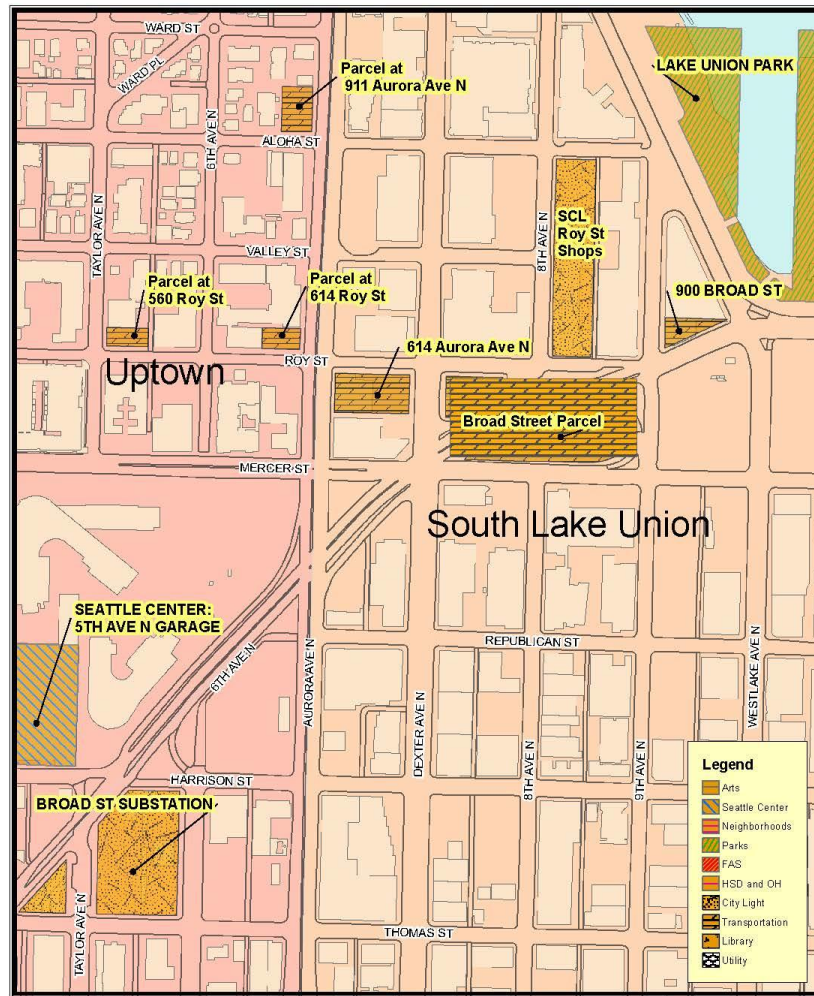 WARD ST
WARD PL
6TH AVE N
Parcel at
911 Aurora Ave N
LAKE UNION PARK
ALOHA ST
TAYLOR AVE N
SCL
Roy St
Shops
8TH AVE N
VALLEY ST
Parcel at
560 Roy St
Parcel at
614 Roy St
900 BROAD ST
ROY ST
614 Aurora Ave N
Uptown
Broad Street Parcel
MERCER ST
South Lake Union
SEATTLE CENTER:
5TH AVE N GARAGE
6TH AVE N
AURORA AVE N
REPUBLICAN ST
DEXTER AVE N
8TH AVE N
9TH AVE N
WESTLAKE AVE N
HARRISON ST
BROAD ST SUBSTATION
TAYLOR AVE N
THOMAS ST
Legend
Arts
Seattle Center
Neighborhoods
Parks
FAS
HSD and OH
City Light
Transportation
Library
Utility